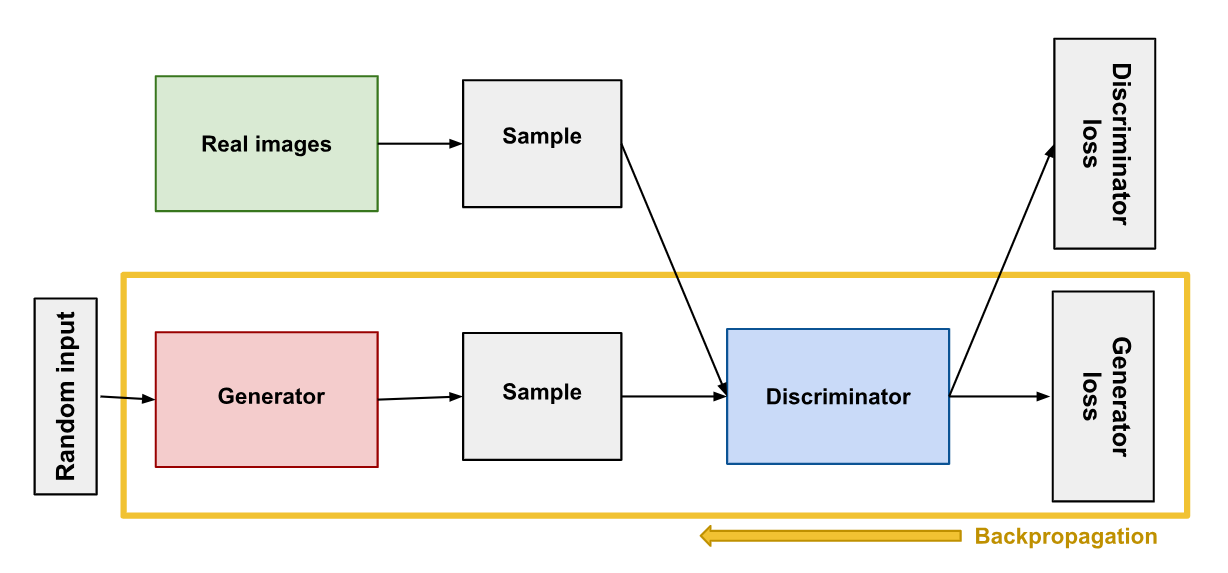 Real images
Sample
Discriminator
loss
Random input
Generator
Sample
Discriminator
Generator
loss
Backpropagation